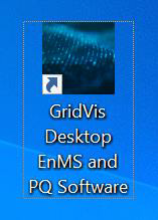 GridVis
Desktop
EnMS and
PQ Software